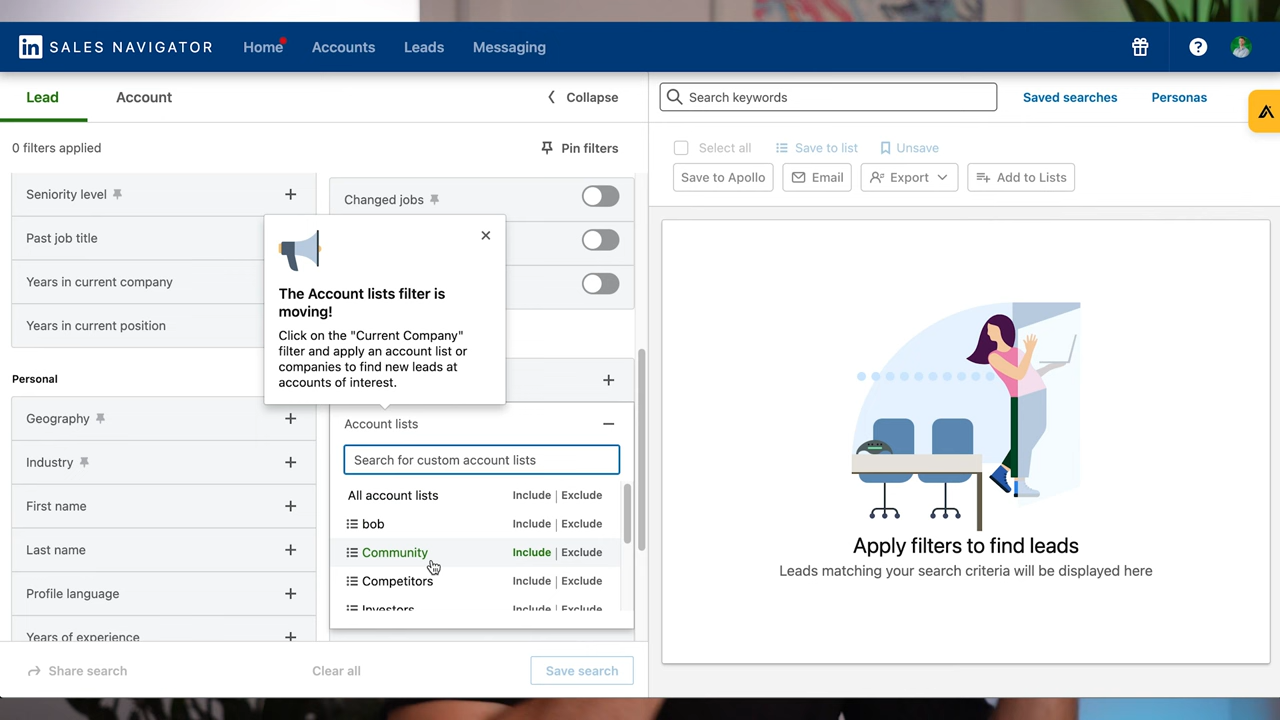 in SALES NAVIGATOR
Home
Accounts
Leads
Messaging
Lead
Account
Collapse
0 filters applied
Pin filters
Seniority level
Past job title
Years in current company
Years in current position
Personal
Geography
Industry
First name
Last name
Profile language
Years of experience
Changed jobs
The Account lists filter is
moving!
Click on the "Current Company"
filter and apply an account list or
companies to find new leads at
accounts of interest.
Account lists
Search for custom account lists
All account lists Include | Exclude
bob Include | Exclude
Community Include | Exclude
Competitors Include | Exclude
Investors Include | Exclude
Share search
Clear all
Save search
Search keywords
Saved searches
Personas
Select all
Save to list
Unsave
Save to Apollo
Email
Export
Add to Lists
Apply filters to find leads
Leads matching your search criteria will be displayed here